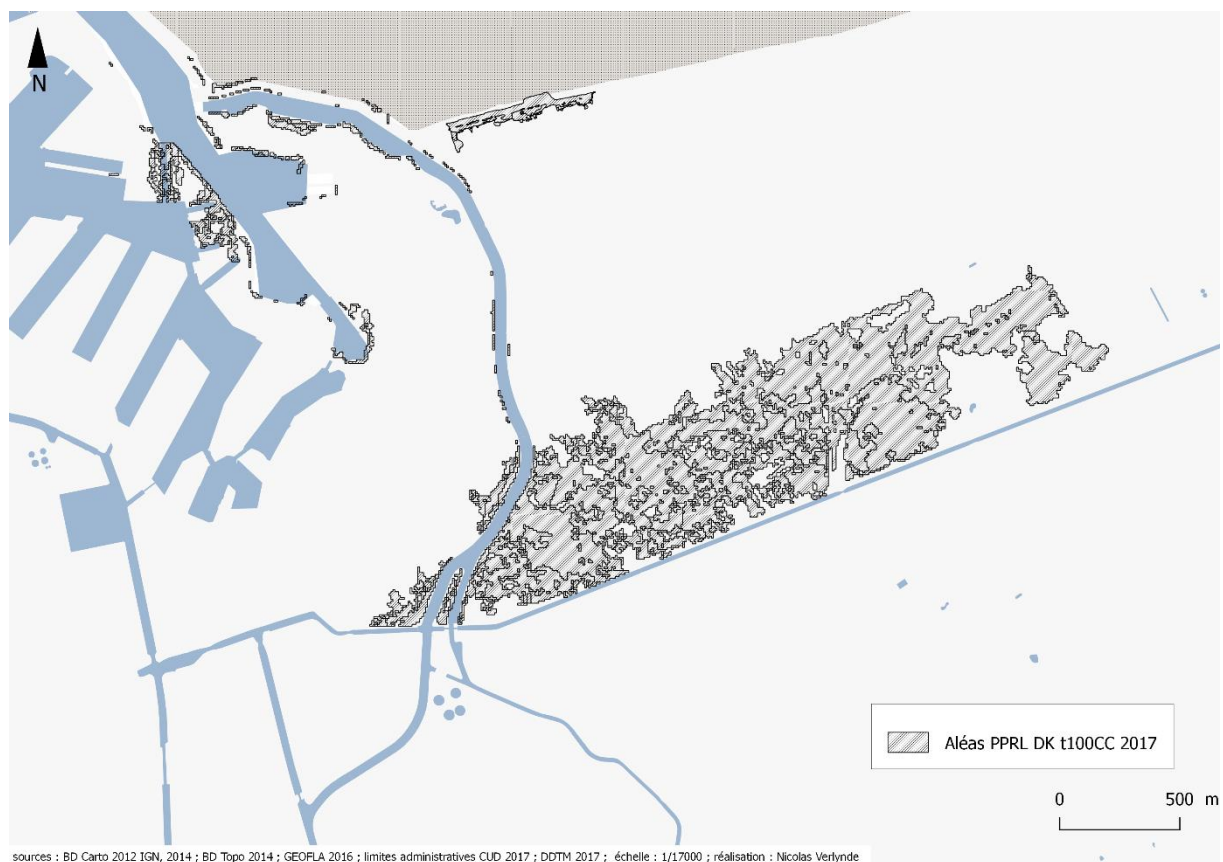 N
Aléas PPRL DK t100CC 2017
0 500 m
sources : BD Carto 2012 IGN, 2014 ; BD Topo 2014 ; GEOFLA 2016 ; limites administratives CUD 2017 ; DDTM 2017 ; échelle : 1/17000 ; réalisation : Nicolas Verlynde